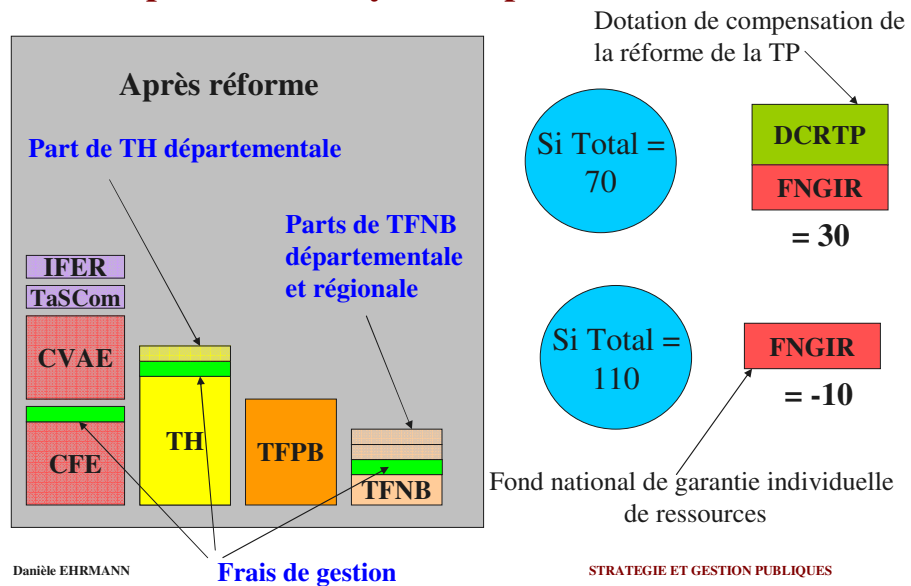 Dotation de compensation de
la réforme de la TP
Après réforme
Part de TH départementale
Parts de TFNB
départementale
et régionale
IFER
TaSCom
CVAE
CFE
TH
TFPB
TFNB
Frais de gestion
Si Total =
70
DCRTP
FNGIR
= 30
Si Total =
110
FNGIR
= -10
Fond national de garantie individuelle
de ressources
Danièle EHRMANN
STRATEGIE ET GESTION PUBLIQUES